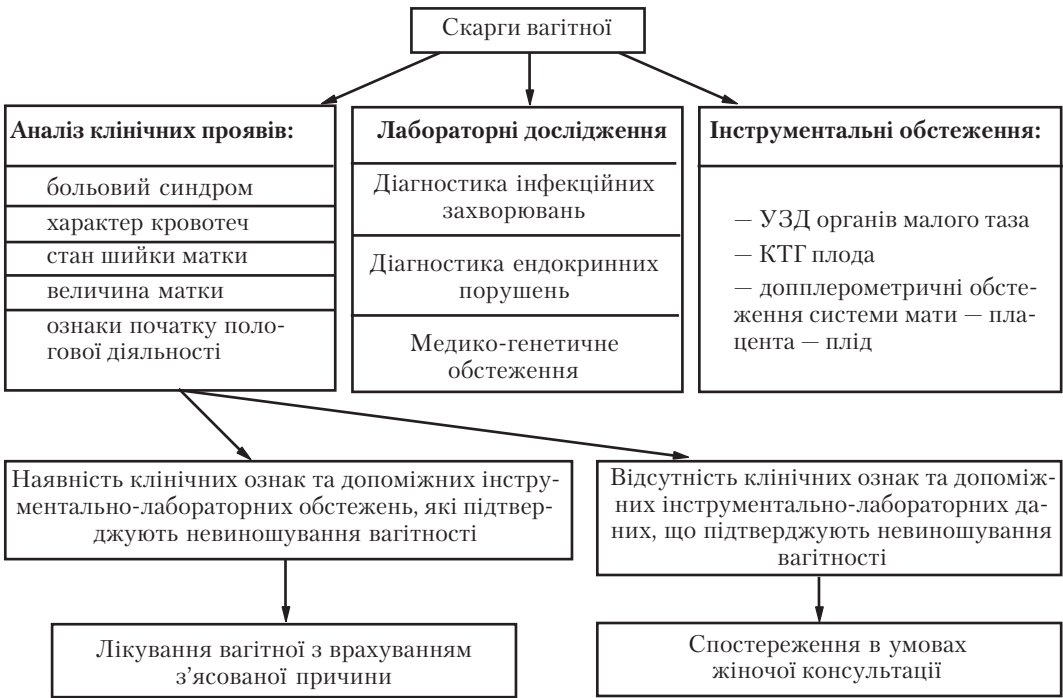 Скарги вагітної
Аналіз клінічних проявів:
больовий синдром
характер кровотеч
стан шийки матки
величина матки
ознаки початку поло-
гової діяльності
Лабораторні дослідження
Діагностика інфекційних
захворювань
Діагностика ендокринних
порушень
Медико-генетичне
обстеження
Інструментальні обстеження:
— УЗД органів малого таза
— КТГ плода
— допплерометричні обсте-
ження системи мати — пла-
цента — плід
Наявність клінічних ознак та допоміжних інстру-
ментально-лабораторних обстежень, які підтвер-
джують невиношування вагітності
Відсутність клінічних ознак та допоміж-
них інструментально-лабораторних да-
них, що підтверджують невиношування
вагітності
Лікування вагітної з врахуванням
з’ясованої причини
Спостереження в умовах
жіночої консультації